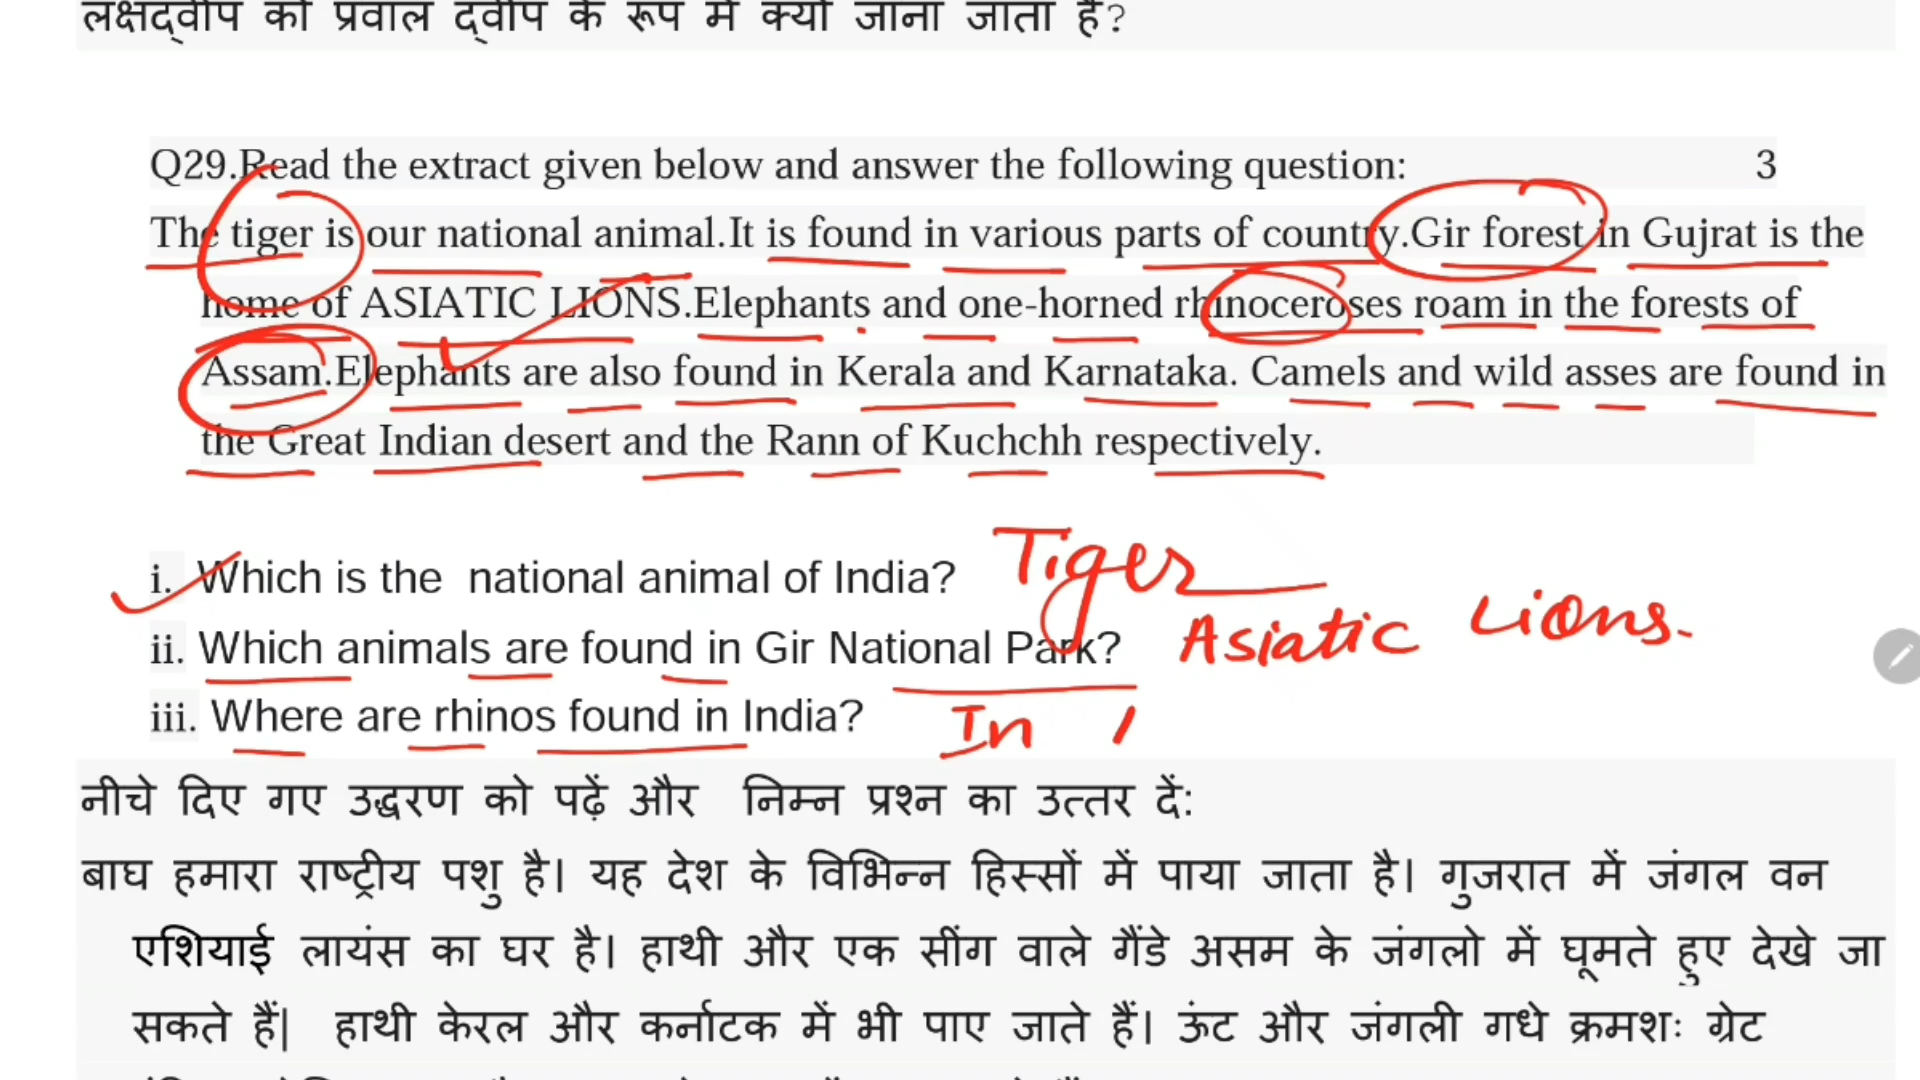 लक्षद्वीप को प्रवाल द्वीप के रूप में क्यों जाना जाता है?
Q29.Read the extract given below and answer the following question: 3
The tiger is our national animal.It is found in various parts of country.Gir forest in Gujrat is the
home of ASIATIC LIONS.Elephants and one-horned rhinoceroses roam in the forests of
Assam.Elephants are also found in Kerala and Karnataka. Camels and wild asses are found in
the Great Indian desert and the Rann of Kuchchh respectively.
i. Which is the national animal of India? Tiger
ii. Which animals are found in Gir National Park? Asiatic Lions.
iii. Where are rhinos found in India? In
नीचे दिए गए उद्धरण को पढ़ें और निम्न प्रश्न का उत्तर दें:
बाघ हमारा राष्ट्रीय पशु है। यह देश के विभिन्न हिस्सों में पाया जाता है। गुजरात में जंगल वन
एशियाई लायंस का घर है। हाथी और एक सींग वाले गैंडे असम के जंगलो में घूमते हुए देखे जा
सकते हैं| हाथी केरल और कर्नाटक में भी पाए जाते हैं। ऊंट और जंगली गधे क्रमशः ग्रेट